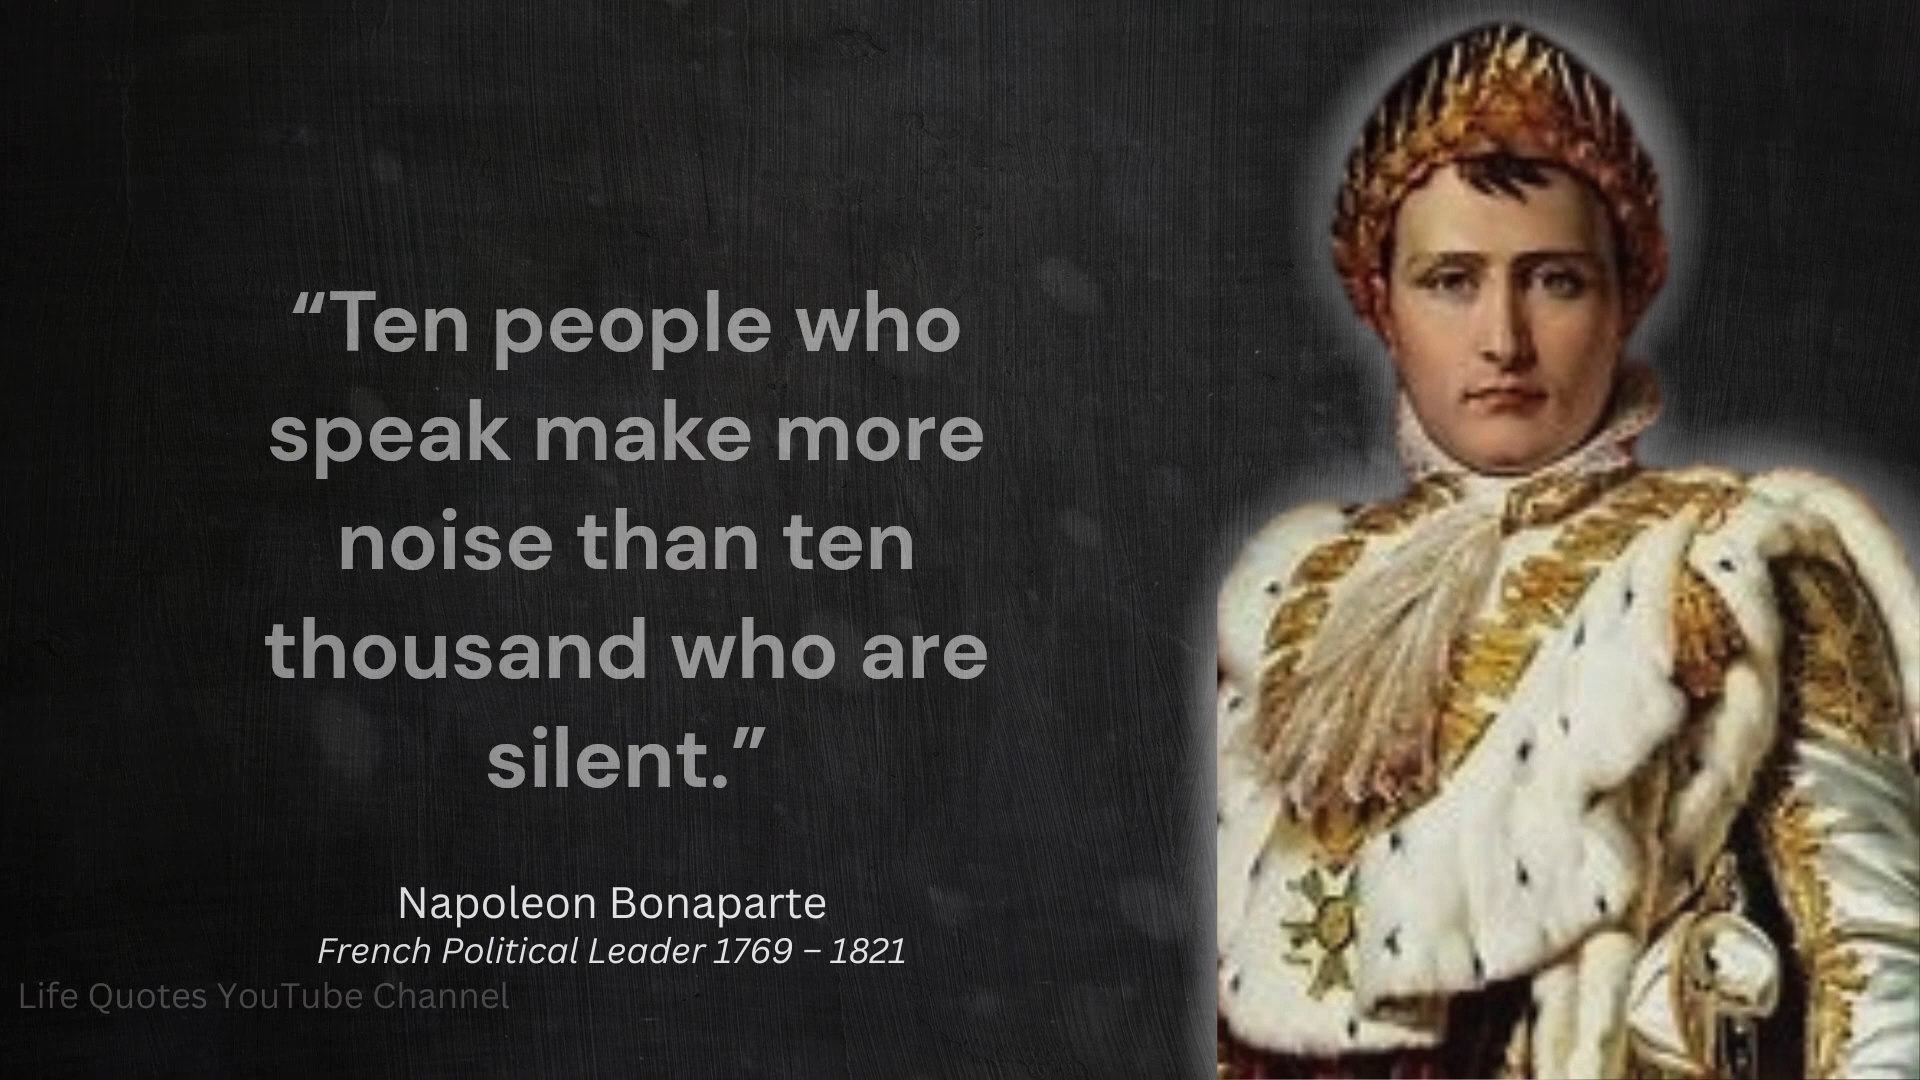 “Ten people who
speak make more
noise than ten
thousand who are
silent.”
Napoleon Bonaparte
French Political Leader 1769 – 1821
Life Quotes YouTube Channel